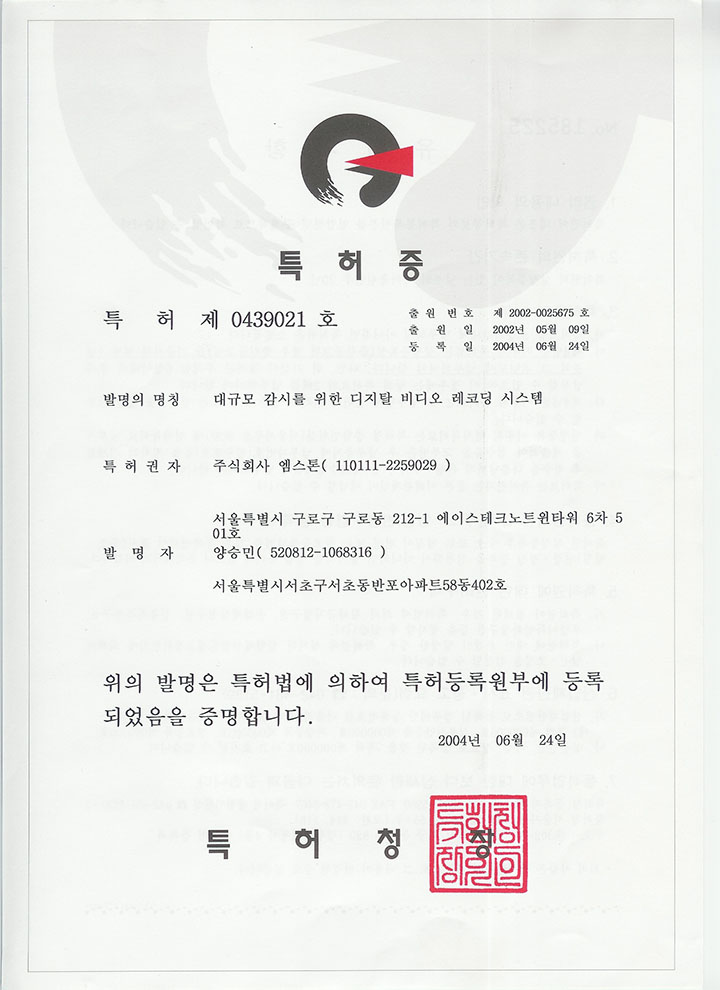 특 허 증
특 허 제 0439021 호
출 원 번 호 제 2002-0025675 호
출 원 일 2002년 05월 09일
등 록 일 2004년 06월 24일
발명의 명칭 대규모 감시를 위한 디지탈 비디오 레코딩 시스템
특 허 권 자 주식회사 엠스톤( 110111-2259029 )
서울특별시 구로구 구로동 212-1 에이스테크노트윈타워 6차 5
01호
발 명 자 양승민( 520812-1068316 )
서울특별시서초구서초동반포아파트58동402호
위의 발명은 특허법에 의하여 특허등록원부에 등록
되었음을 증명합니다.
2004년 06월 24일
특 허 청 장